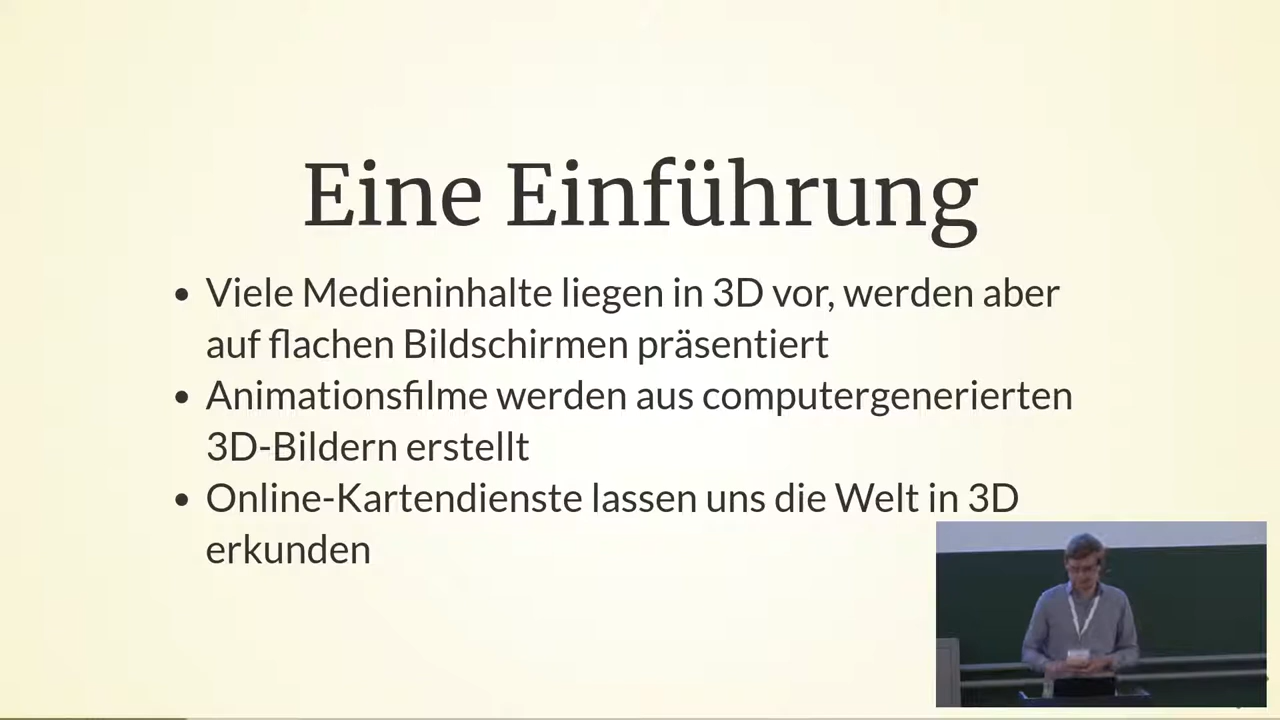 Eine Einführung
• Viele Medieninhalte liegen in 3D vor, werden aber
auf flachen Bildschirmen präsentiert
• Animationsfilme werden aus computergenerierten
3D-Bildern erstellt
• Online-Kartendienste lassen uns die Welt in 3D
erkunden